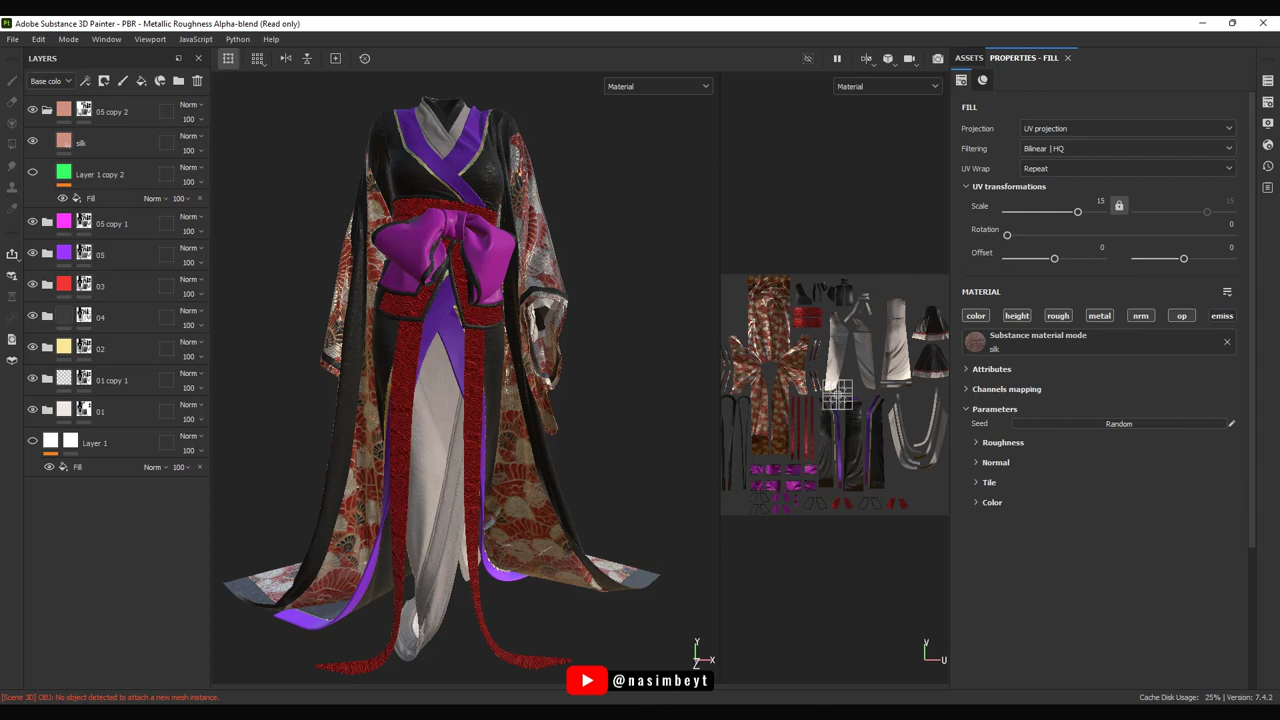 Pt Adobe Substance 3D Painter - PBR - Metallic Roughness Alpha-blend (Read only)
File Edit Mode Window Viewport JavaScript Python Help
LAYERS
Base colo
05 copy 2 Norm 100
silk Norm 100
Layer 1 copy 2 Norm 100
Fill Norm 100
05 copy 1 Norm 100
05 Norm 100
03 Norm 100
04 Norm 100
02 Norm 100
01 copy 1 Norm 100
01 Norm 100
Layer 1 Norm 100
Fill Norm 100
Material
Y
X
Z
Material
V
U
ASSETS PROPERTIES - FILL
FILL
Projection UV projection
Filtering Bilinear | HQ
UV Wrap Repeat
UV transformations
Scale 15 15
Rotation 0
Offset 0 0
MATERIAL
color height rough metal nrm op emiss
Substance material mode
silk
Attributes
Channels mapping
Parameters
Seed Random
Roughness
Normal
Tile
Color
@nasimbeyt
[Scene 3D] OBJ: No object detected to attach a new mesh instance.
Cache Disk Usage: 25% | Version: 7.4.2